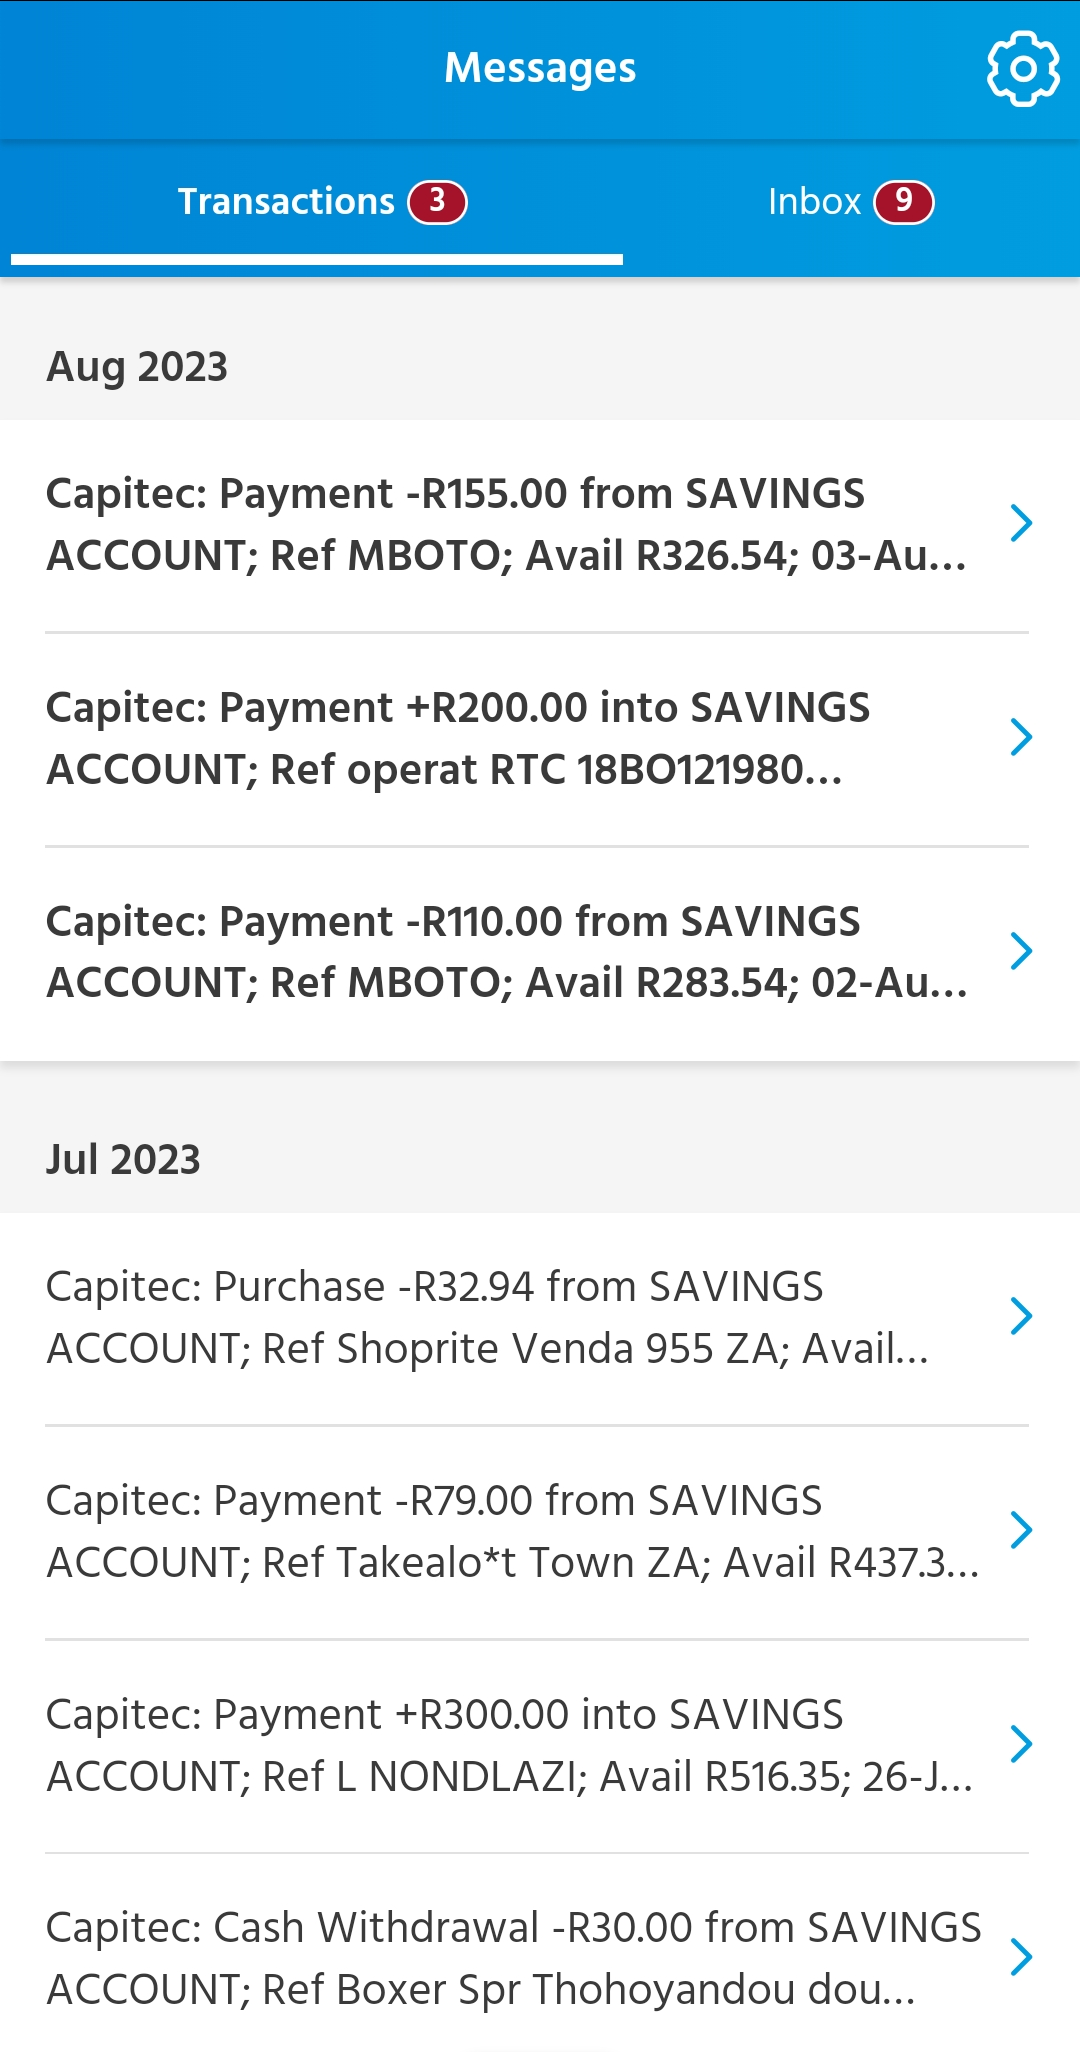 Messages
Transactions 3
Inbox 9
Aug 2023
Capitec: Payment -R155.00 from SAVINGS
ACCOUNT; Ref MBOTO; Avail R326.54; 03-Au...
Capitec: Payment +R200.00 into SAVINGS
ACCOUNT; Ref operat RTC 18BO121980...
Capitec: Payment -R110.00 from SAVINGS
ACCOUNT; Ref MBOTO; Avail R283.54; 02-Au...
Jul 2023
Capitec: Purchase -R32.94 from SAVINGS
ACCOUNT; Ref Shoprite Venda 955 ZA; Avail...
Capitec: Payment -R79.00 from SAVINGS
ACCOUNT; Ref Takealo*t Town ZA; Avail R437.3...
Capitec: Payment +R300.00 into SAVINGS
ACCOUNT; Ref L NONDLAZI; Avail R516.35; 26-J...
Capitec: Cash Withdrawal -R30.00 from SAVINGS
ACCOUNT; Ref Boxer Spr Thohoyandou dou...